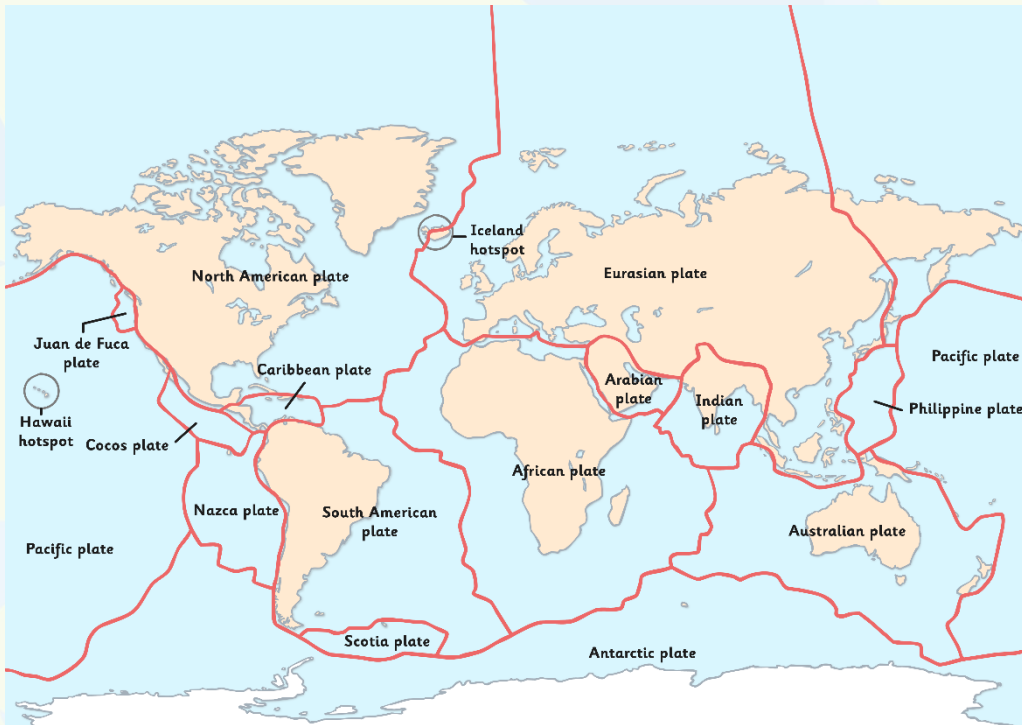 Iceland
hotspot
North American plate
Eurasian plate
Juan de Fuca
plate
Caribbean plate
Pacific plate
Arabian
plate
Indian
plate
Philippine plate
Hawaii
hotspot
Cocos plate
African plate
Nazca plate
South American
plate
Australian plate
Pacific plate
Scotia plate
Antarctic plate